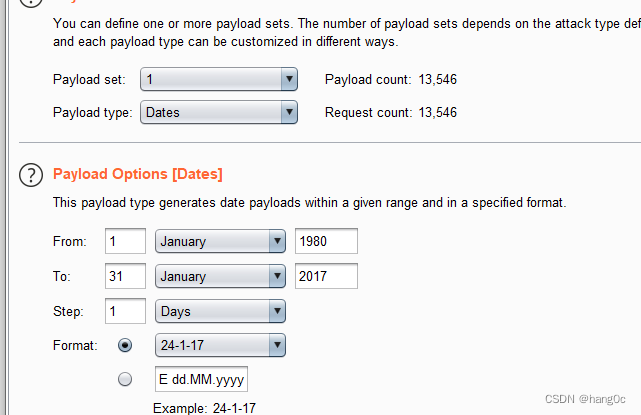 You can define one or more payload sets. The number of payload sets depends on the attack type def
and each payload type can be customized in different ways.
Payload set: 1 Payload count: 13,546
Payload type: Dates Request count: 13,546
? Payload Options [Dates]
This payload type generates date payloads within a given range and in a specified format.
From: 1 January 1980
To: 31 January 2017
Step: 1 Days
Format: 24-1-17
E dd.MM.yyyy
Example: 24-1-17
CSDN @hang0c